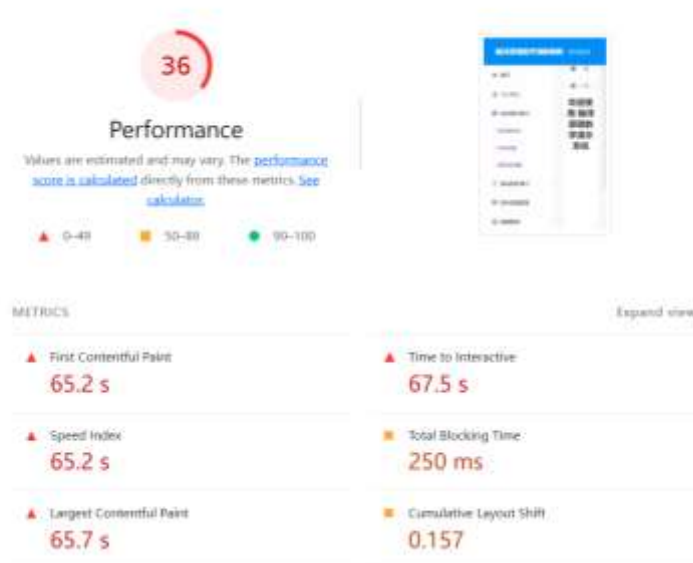 36
Performance
Values are estimated and may vary. The performance
score is calculated directly from these metrics. See
calculator.
0–49
50–89
90–100
METRICS
Expand view
First Contentful Paint
65.2 s
Time to Interactive
67.5 s
Speed Index
65.2 s
Total Blocking Time
250 ms
Largest Contentful Paint
65.7 s
Cumulative Layout Shift
0.157